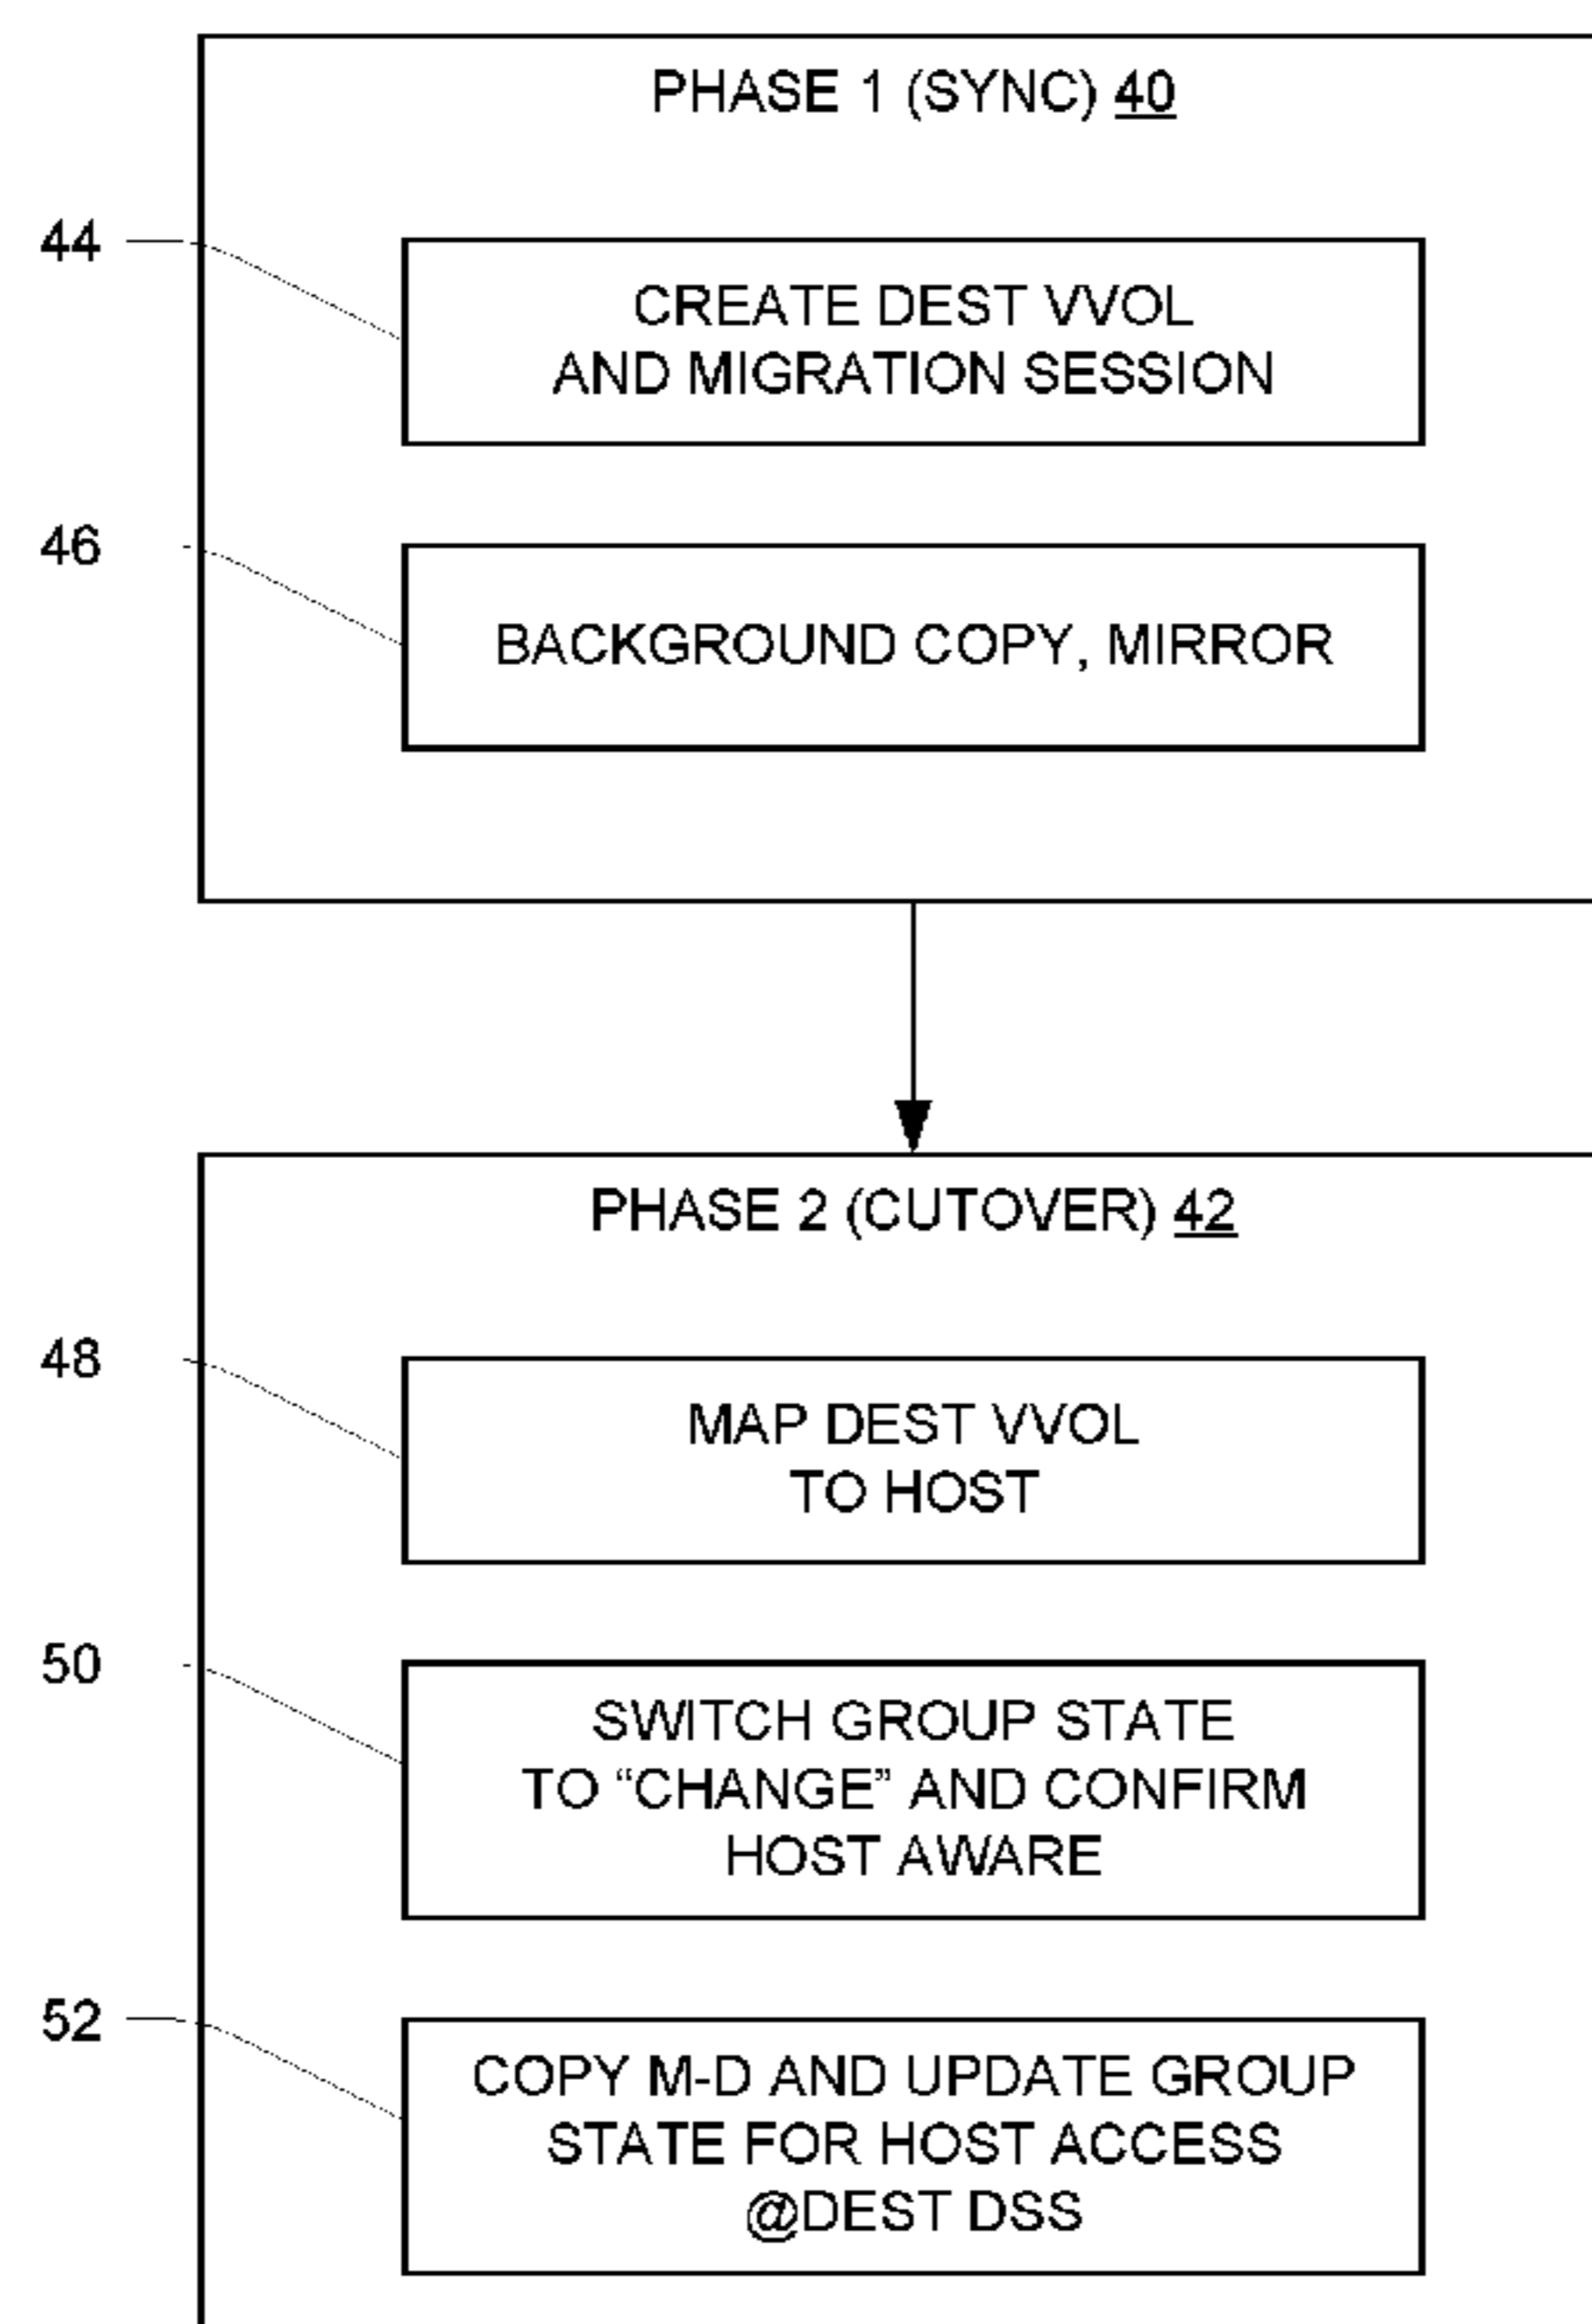 PHASE 1 (SYNC) 40
44
CREATE DEST VVOL
AND MIGRATION SESSION
46
BACKGROUND COPY, MIRROR
PHASE 2 (CUTOVER) 42
48
MAP DEST VVOL
TO HOST
50
SWITCH GROUP STATE
TO “CHANGE” AND CONFIRM
HOST AWARE
52
COPY M-D AND UPDATE GROUP
STATE FOR HOST ACCESS
@DEST DSS